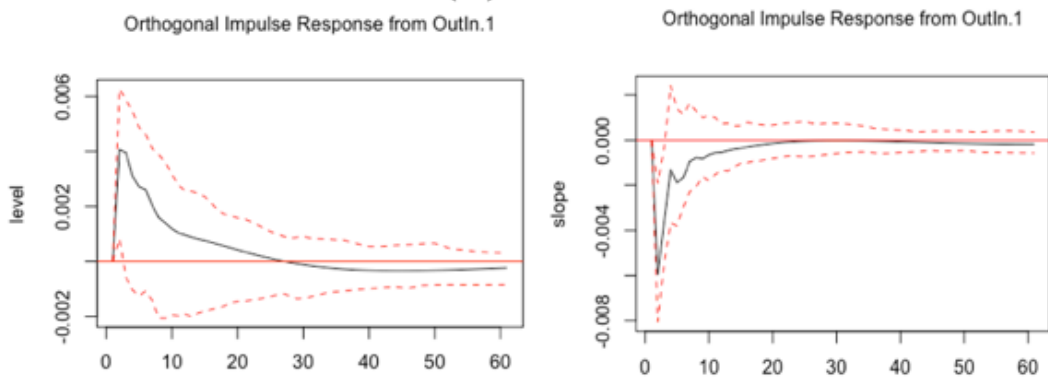 Orthogonal Impulse Response from OutIn.1
level
0.006
0.002
-0.002
0 10 20 30 40 50 60
Orthogonal Impulse Response from OutIn.1
slope
0.000
-0.004
-0.008
0 10 20 30 40 50 60